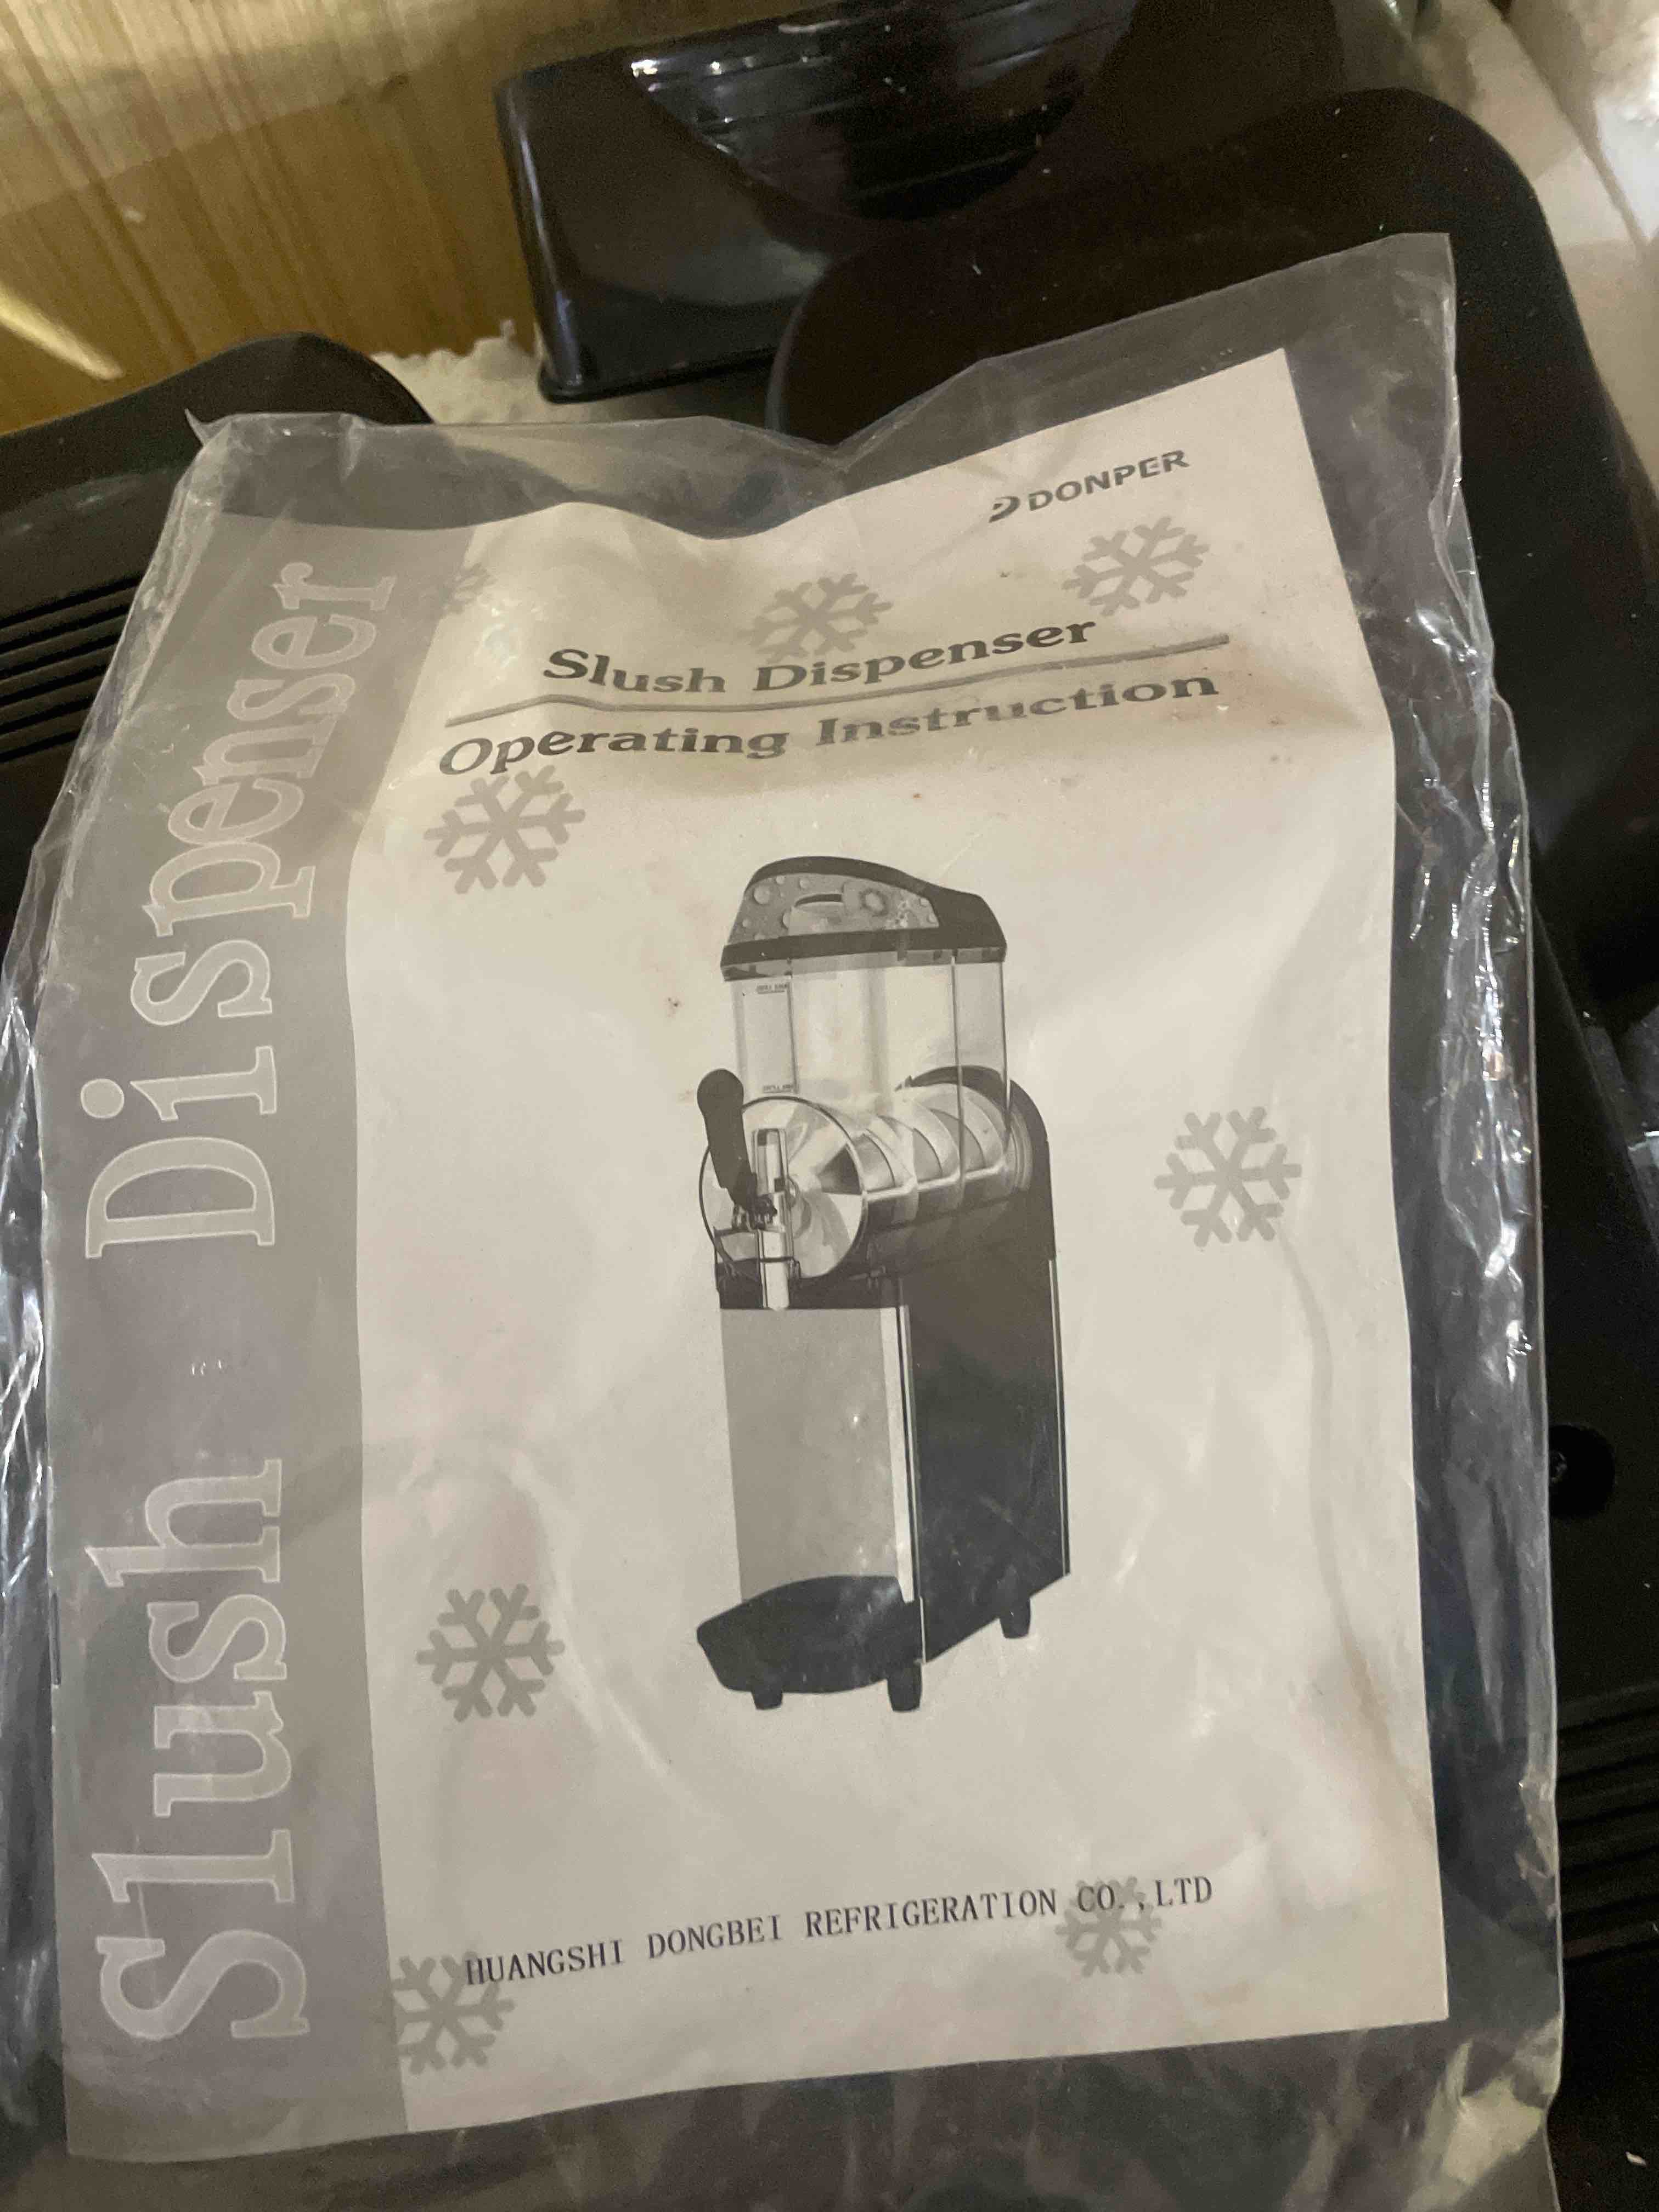 DONPER
Slush Dispenser
Operating Instruction
Slush Dispenser
HUANGSHI DONGBEI REFRIGERATION CO.,LTD